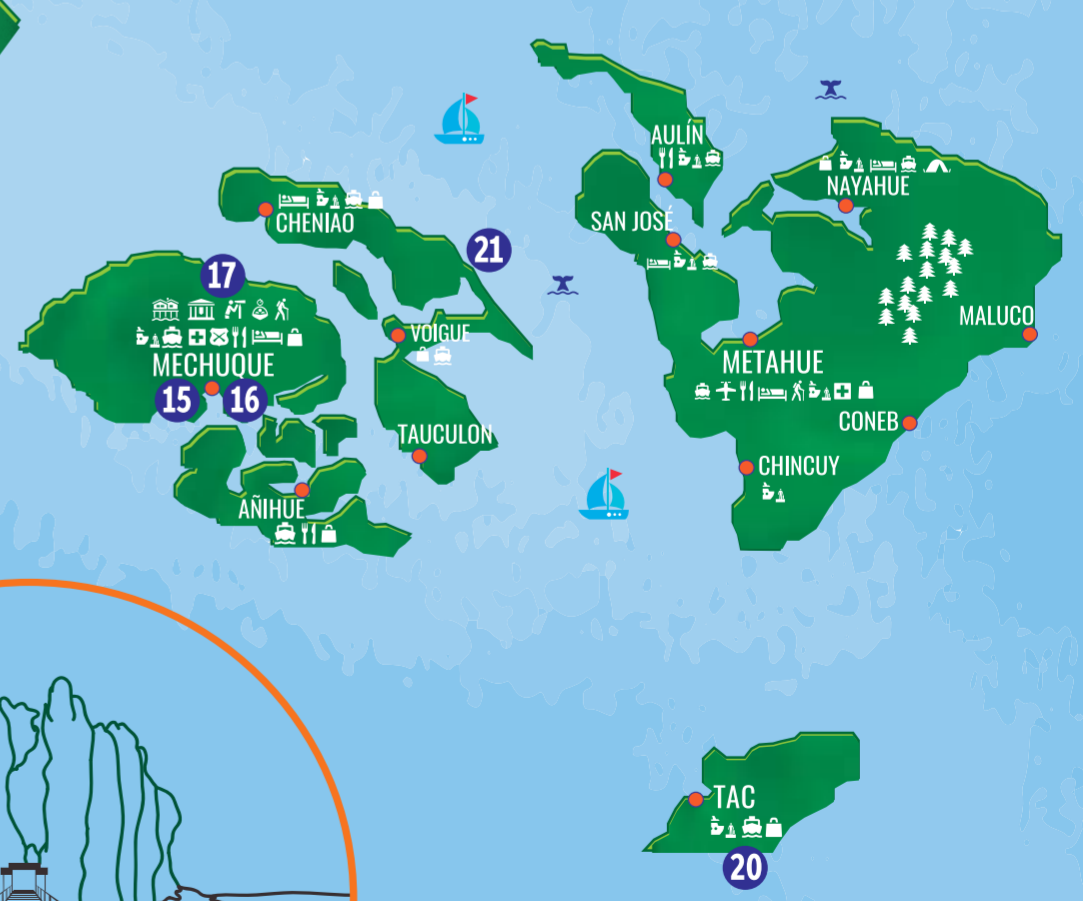 AULÍN
NAYAHUE
CHENIAO
SAN JOSÉ
21
17
MALUCO
VOIGUE
METAHUE
MECHUQUE
15
16
CONEB
TAUCULON
CHINCUY
AÑIHUE
TAC
20